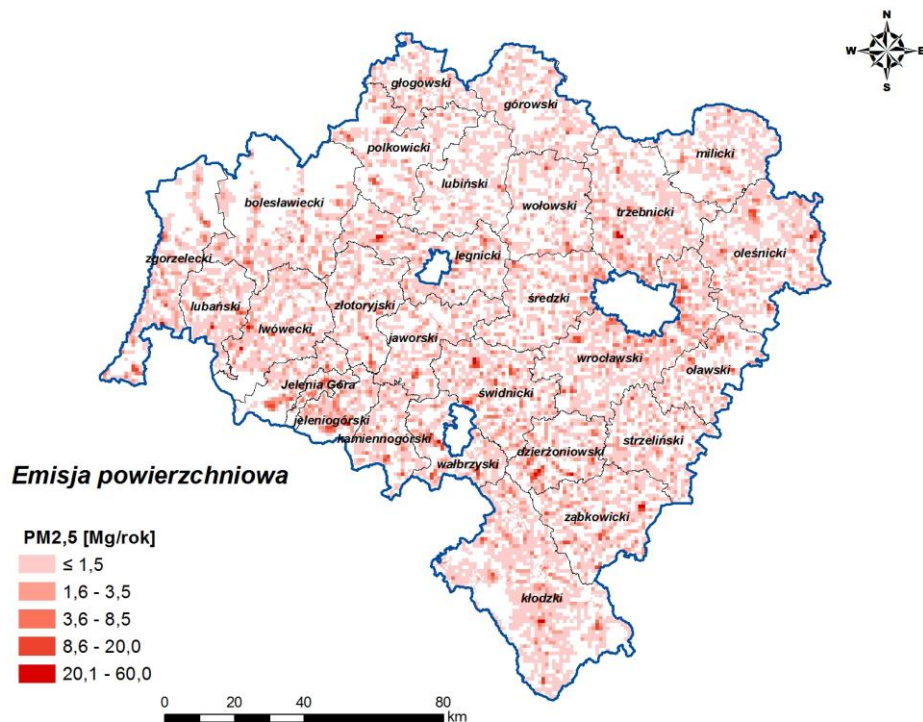 N
W E
S
głogowski
górowski
polkowicki
milicki
lubiński
bolesławiecki
wołowski
trzebnicki
oleśnicki
zgorzelecki
legnicki
lubański
złotoryjski
średzki
lwówecki
jaworski
wrocławski
oławski
Jelenia Góra
świdnicki
jeleniogórski
kamiennogórski
strzeliński
dzierżoniowski
wałbrzyski
Emisja powierzchniowa
ząbkowicki
PM2,5 [Mg/rok]
≤ 1,5
1,6 - 3,5
3,6 - 8,5
8,6 - 20,0
20,1 - 60,0
kłodzki
0 20 40 80
km